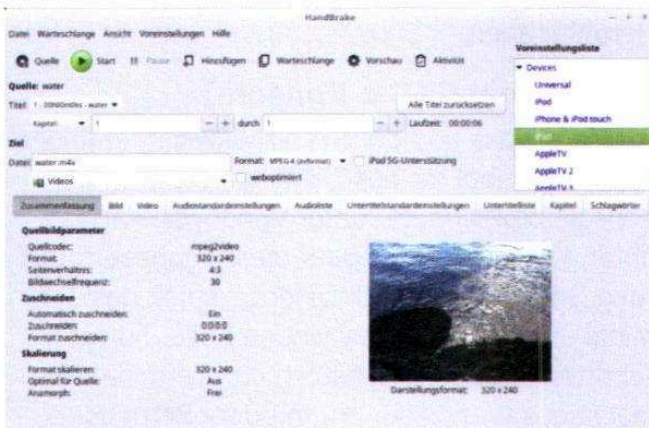 HandBrake
Datei Warteschlange Ansicht Voreinstellungen Hilfe
Quelle Start Pause Hinzufügen Warteschlange Vorschau Aktivität
Voreinstellungsliste
Devices
Universal
iPod
iPhone & iPod touch
iPad
AppleTV
AppleTV 2
AppleTV 3
Quelle: water
Titel: - water
Alle Titel zurücksetzen
Kapitel: 1 durch 1 Laufzeit: 00:00:06
Ziel
Datei: water.m4v Format: MPEG-4 (avformat) iPod 5G-Unterstützung
Videos weboptimiert
Zusammenfassung Bild Video Audiostandardeinstellungen Audioliste Untertitelstandardeinstellungen Untertitelliste Kapitel Schlagwörter
Quellbildparameter
Quellcodec: mpeg2video
Format: 320 x 240
Seitenverhältnis: 4:3
Bildwechselfrequenz: 30
Zuschneiden
Automatisch zuschneiden: Ein
Zuschneiden: 0:0:0:0
Format zuschneiden: 320 x 240
Skalierung
Format skalieren: 320 x 240
Optimal für Quelle: Aus
Anamorph: Frei
Darstellungsformat: 320 x 240